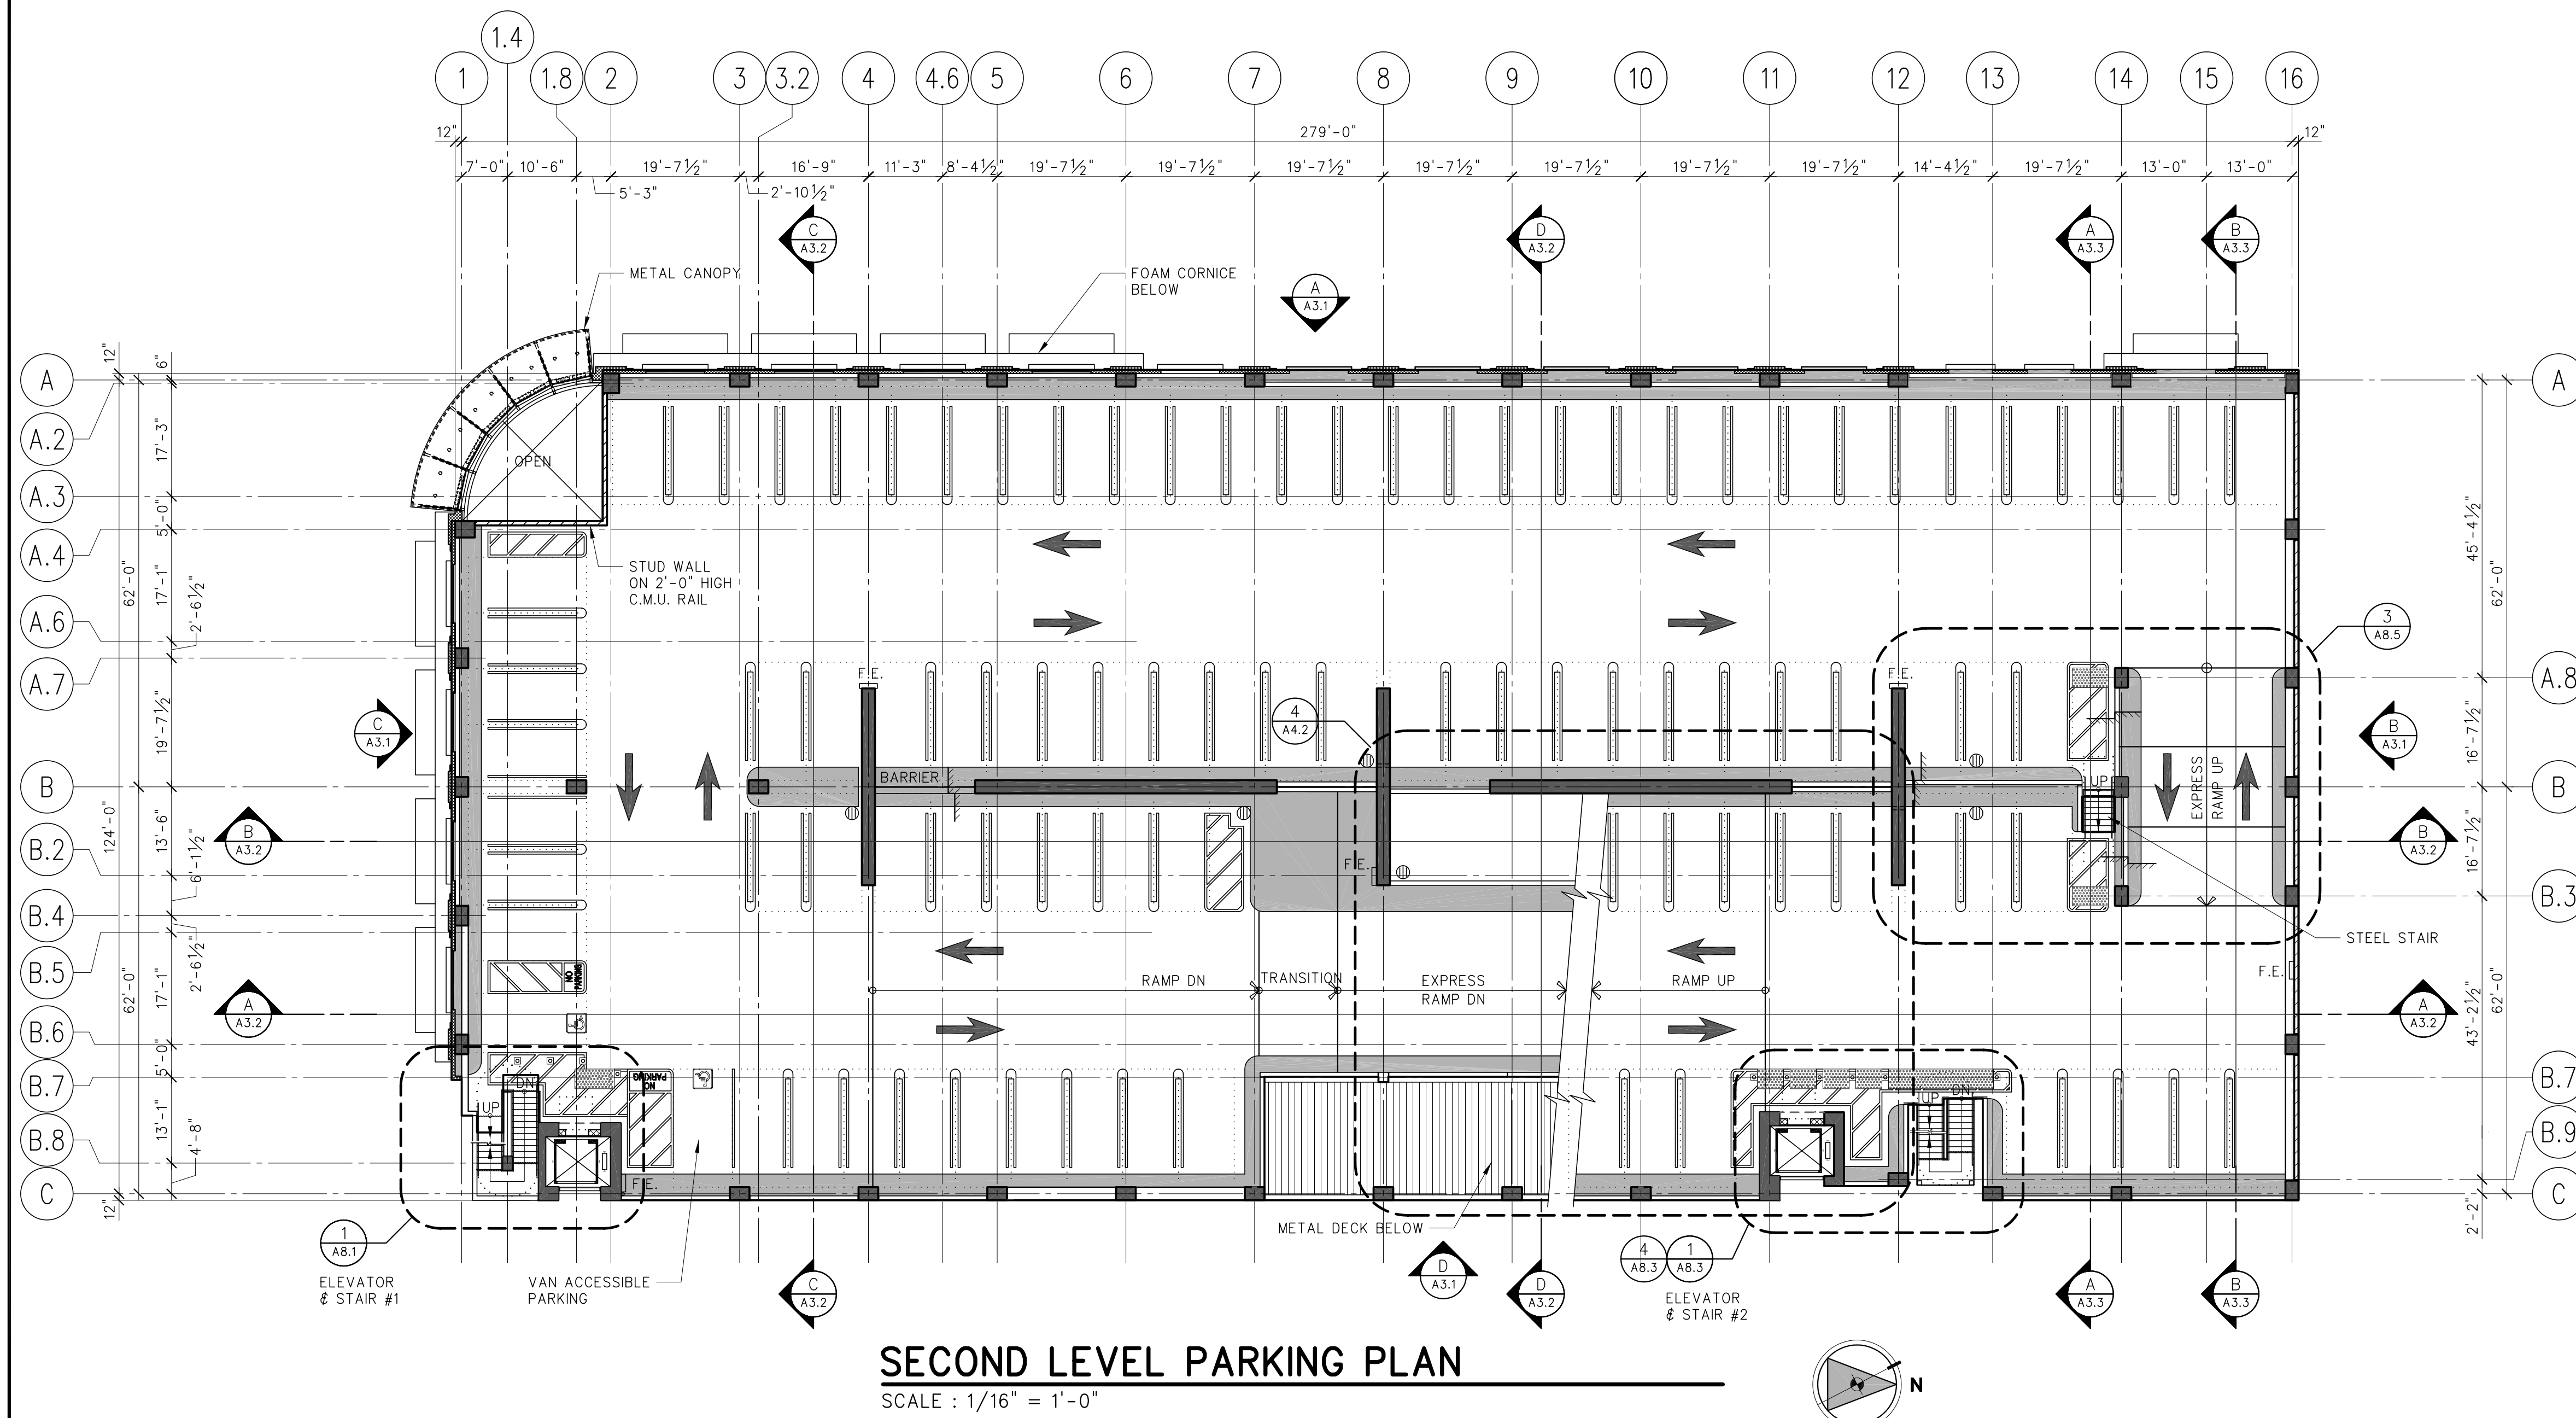 1.4
1 1.8 2 3 3.2 4 4.6 5 6 7 8 9 10 11 12 13 14 15 16
12" 279'-0" 12"
7'-0" 10'-6" 19'-7½" 16'-9" 11'-3" 8'-4½" 19'-7½" 19'-7½" 19'-7½" 19'-7½" 19'-7½" 19'-7½" 19'-7½" 14'-4½" 19'-7½" 13'-0" 13'-0"
5'-3" 2'-10½"
C
A3.2
D
A3.2
A
A3.3
B
A3.3
METAL CANOPY
FOAM CORNICE
BELOW
A
A3.1
A
A.2
A.3
A.4
A.6
A.7
B
B.2
B.4
B.5
B.6
B.7
B.8
C
12"
62'-0"
124'-0"
62'-0"
12"
6"
17'-3"
5'-0"
17'-1"
2'-6½"
19'-7½"
13'-6"
6'-1½"
2'-6½"
17'-1"
5'-0"
13'-1"
4'-8"
OPEN
STUD WALL
ON 2'-0" HIGH
C.M.U. RAIL
C
A3.1
B
A3.2
A
A3.2
F.E.
F.E.
4
A4.2
BARRIER
F.E.
UP
EXPRESS
RAMP UP
3
A8.5
B
A3.1
B
A3.2
STEEL STAIR
F.E.
A
A3.2
A
A.8
B
B.3
B.7
B.9
C
45'-4½"
62'-0"
16'-7½"
16'-7½"
43'-2½"
62'-0"
2'-2"
RAMP DN TRANSITION EXPRESS
RAMP DN
RAMP UP
NO
PARKING
NO
PARKING
DN
UP
F.E.
UP
DN
METAL DECK BELOW
1
A8.1
ELEVATOR
& STAIR #1
VAN ACCESSIBLE
PARKING
C
A3.2
D
A3.1
D
A3.2
4
A8.3
1
A8.3
ELEVATOR
& STAIR #2
A
A3.3
B
A3.3
SECOND LEVEL PARKING PLAN
SCALE : 1/16" = 1'-0"
N